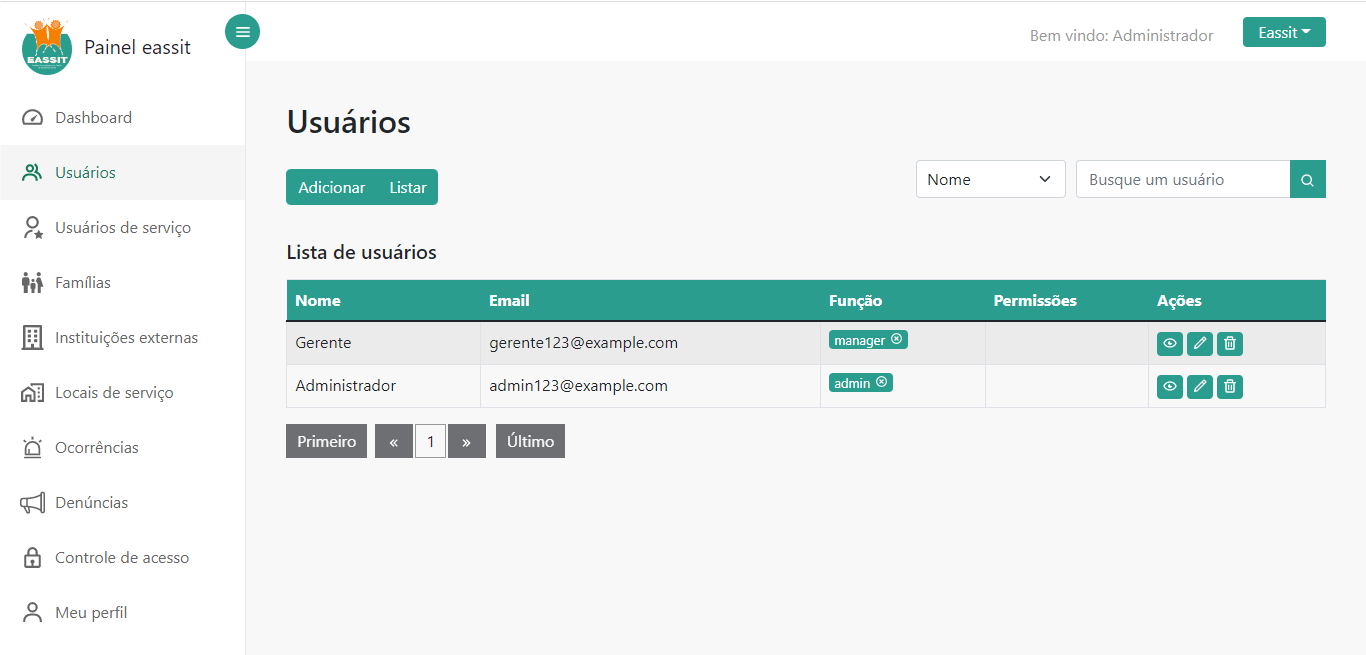 EASSIT
Painel eassit
Bem vindo: Administrador
Eassit
Dashboard
Usuários
Usuários de serviço
Famílias
Instituições externas
Locais de serviço
Ocorrências
Denúncias
Controle de acesso
Meu perfil
Usuários
Adicionar Listar
Nome
Busque um usuário
Lista de usuários
Nome Email Função Permissões Ações
Gerente gerente123@example.com manager
Administrador admin123@example.com admin
Primeiro « 1 » Último